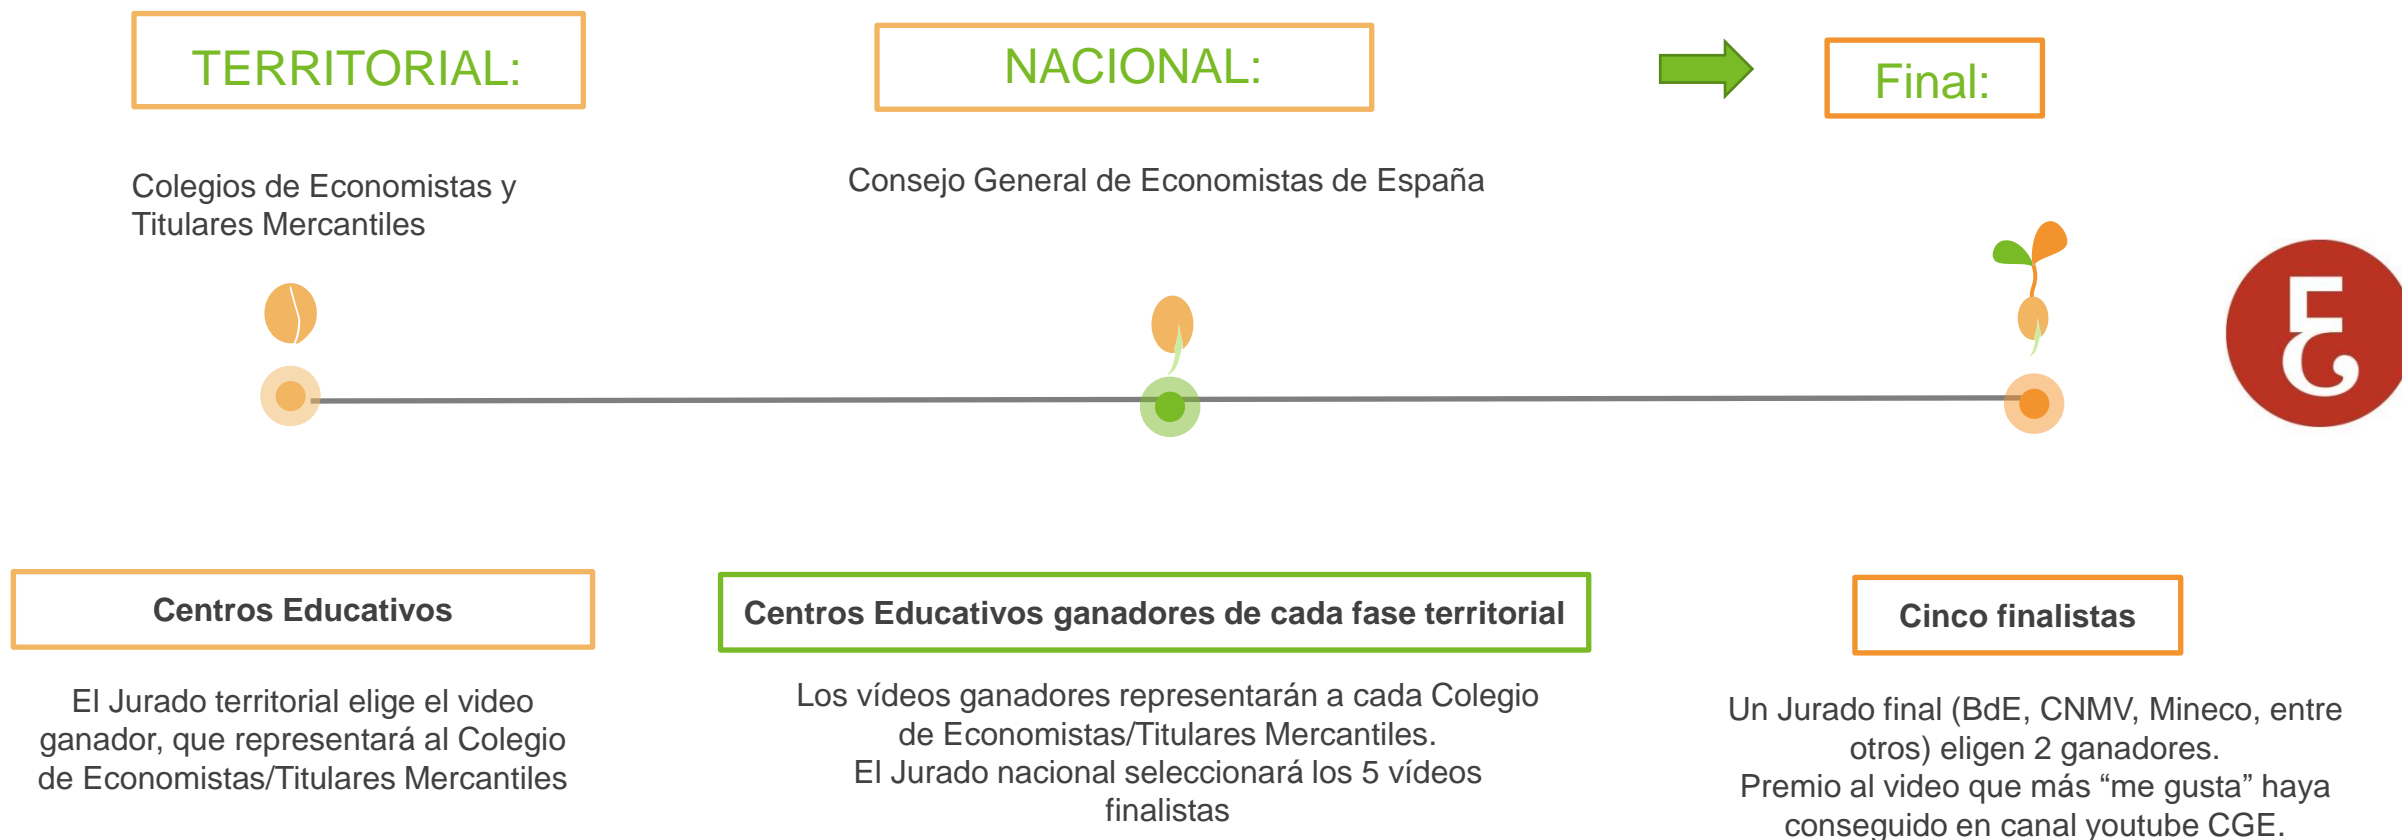 TERRITORIAL:
NACIONAL:
Final:
Colegios de Economistas y
Titulares Mercantiles
Consejo General de Economistas de España
Centros Educativos
El Jurado territorial elige el video
ganador, que representará al Colegio
de Economistas/Titulares Mercantiles
Centros Educativos ganadores de cada fase territorial
Los vídeos ganadores representarán a cada Colegio
de Economistas/Titulares Mercantiles.
El Jurado nacional seleccionará los 5 vídeos
finalistas
Cinco finalistas
Un Jurado final (BdE, CNMV, Mineco, entre
otros) eligen 2 ganadores.
Premio al video que más “me gusta” haya
conseguido en canal youtube CGE.